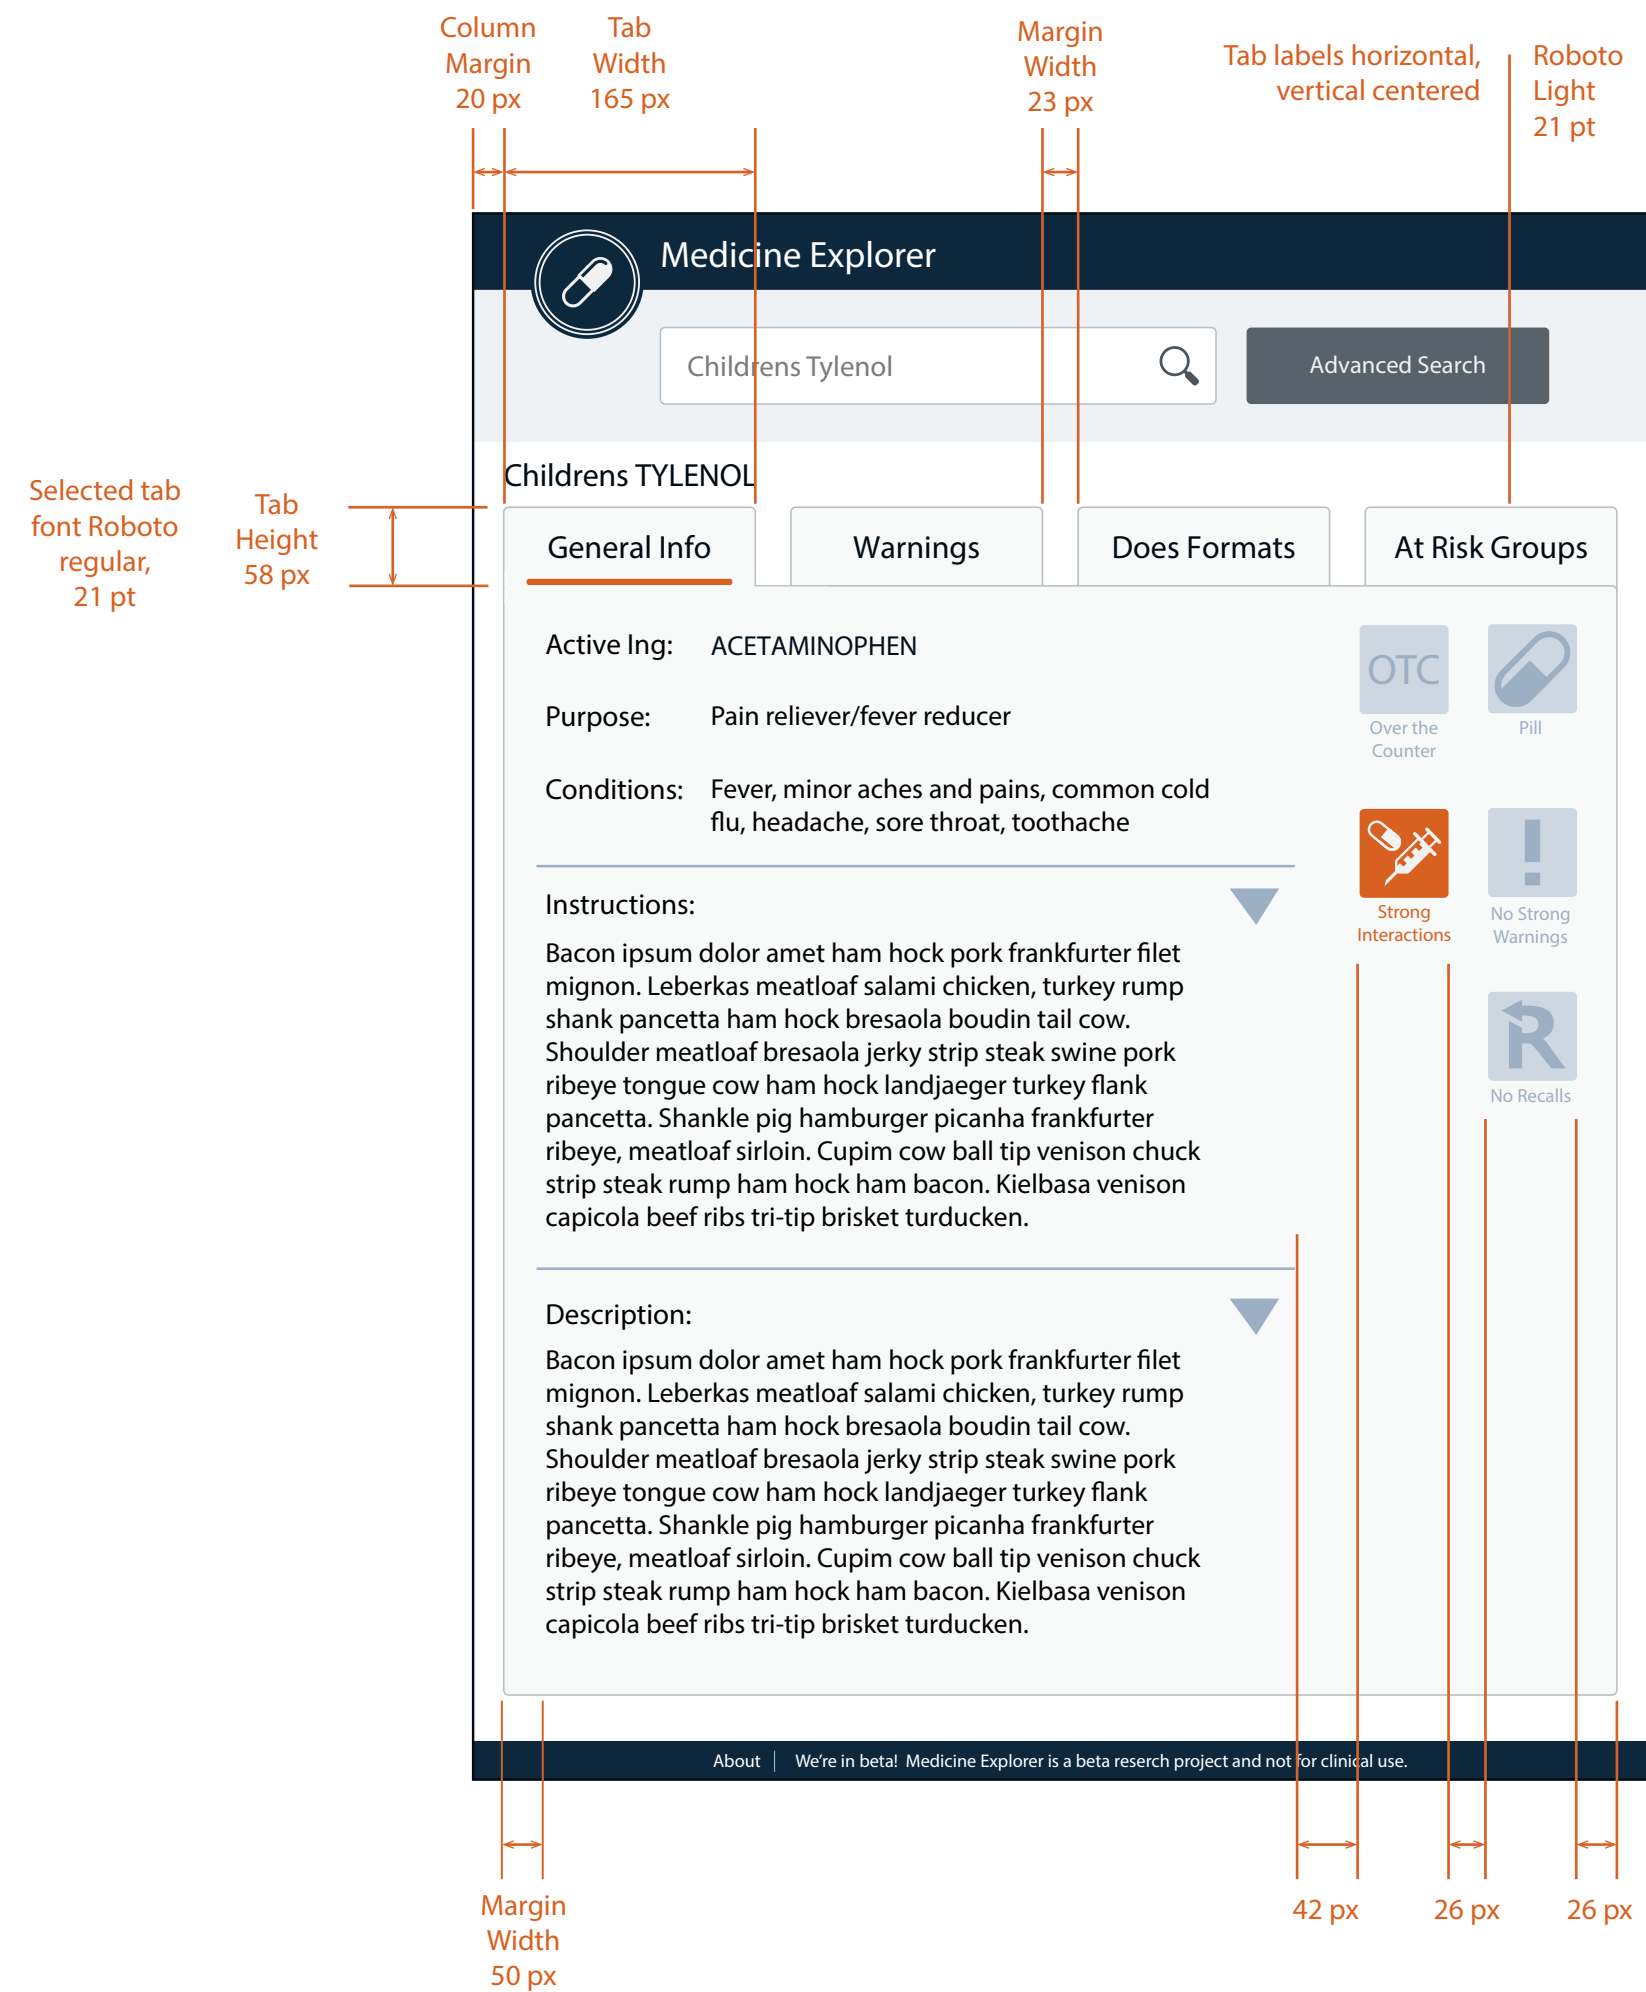 Column
Margin
20 px
Tab
Width
165 px
Margin
Width
23 px
Tab labels horizontal,
vertical centered
Roboto
Light
21 pt
Medicine Explorer
Childrens Tylenol
Advanced Search
Childrens TYLENOL
Selected tab
font Roboto
regular,
21 pt
Tab
Height
58 px
General Info
Warnings
Does Formats
At Risk Groups
Active Ing: ACETAMINOPHEN
Purpose: Pain reliever/fever reducer
Conditions: Fever, minor aches and pains, common cold
flu, headache, sore throat, toothache
OTC
Over the
Counter
Pill
Strong
Interactions
No Strong
Warnings
R
No Recalls
Instructions:
Bacon ipsum dolor amet ham hock pork frankfurter filet
mignon. Leberkas meatloaf salami chicken, turkey rump
shank pancetta ham hock bresaola boudin tail cow.
Shoulder meatloaf bresaola jerky strip steak swine pork
ribeye tongue cow ham hock landjaeger turkey flank
pancetta. Shankle pig hamburger picanha frankfurter
ribeye, meatloaf sirloin. Cupim cow ball tip venison chuck
strip steak rump ham hock ham bacon. Kielbasa venison
capicola beef ribs tri-tip brisket turducken.
Description:
Bacon ipsum dolor amet ham hock pork frankfurter filet
mignon. Leberkas meatloaf salami chicken, turkey rump
shank pancetta ham hock bresaola boudin tail cow.
Shoulder meatloaf bresaola jerky strip steak swine pork
ribeye tongue cow ham hock landjaeger turkey flank
pancetta. Shankle pig hamburger picanha frankfurter
ribeye, meatloaf sirloin. Cupim cow ball tip venison chuck
strip steak rump ham hock ham bacon. Kielbasa venison
capicola beef ribs tri-tip brisket turducken.
About | We're in beta! Medicine Explorer is a beta reserch project and not for clinical use.
Margin
Width
50 px
42 px
26 px
26 px